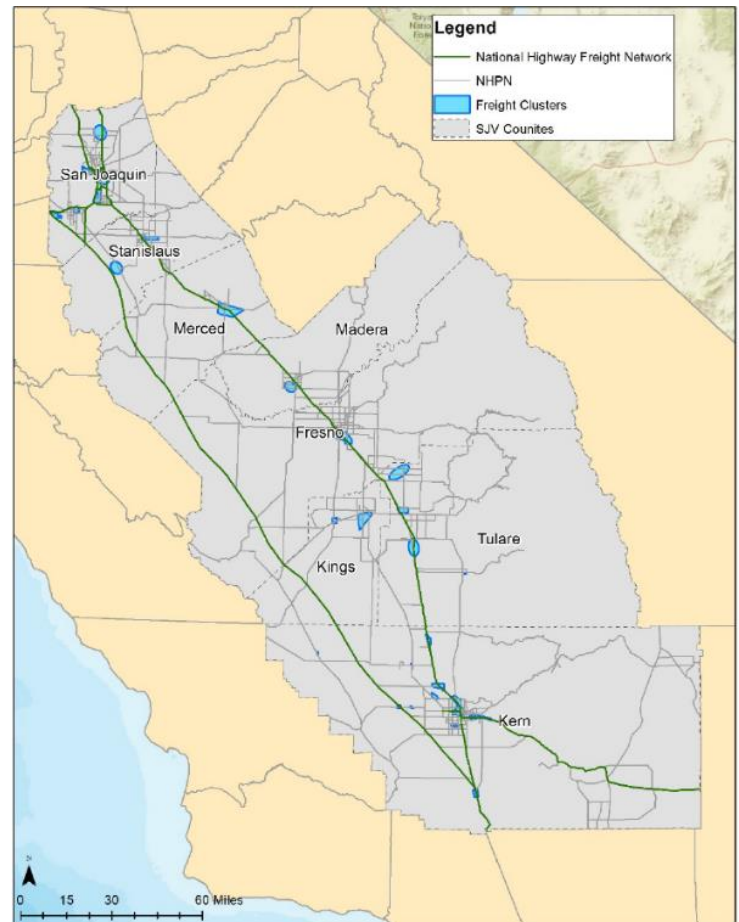 Legend
National Highway Freight Network
NHPN
Freight Clusters
SJV Counites
San Joaquin
Stanislaus
Merced
Madera
Fresno
Tulare
Kings
Kern
0 15 30 60 Miles